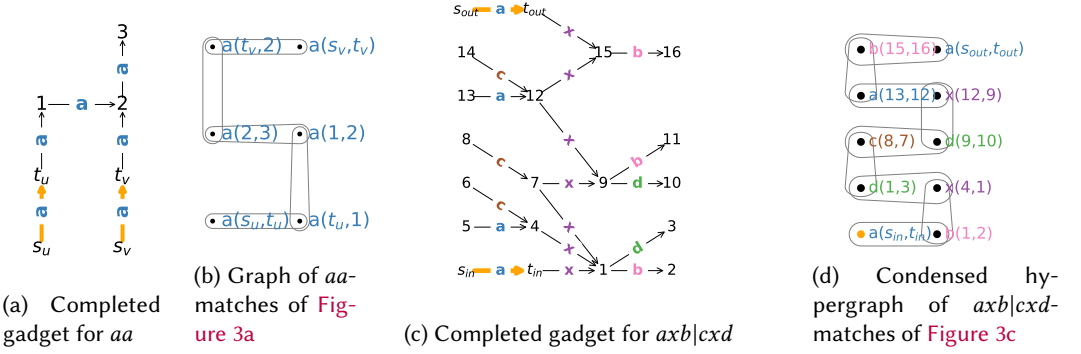 3
1 a 2
a
a a
t_u t_v
a a
s_u s_v
(a) Completed
gadget for aa
a(t_v,2) a(s_v,t_v)
a(2,3) a(1,2)
a(s_u,t_u) a(t_u,1)
(b) Graph of aa-
matches of Fig-
ure 3a
s_out a t_out
x
14 15 b 16
c x
13 a 12
8 x 11
c b
7 x 9 d 10
6
c x
5 a 4 3
x d
s_in a t_in x 1 b 2
(c) Completed gadget for axb|cxd
b(15,16) a(s_out,t_out)
a(13,12) x(12,9)
c(8,7) d(9,10)
d(1,3) x(4,1)
a(s_in,t_in) b(1,2)
(d) Condensed hy-
pergraph of axb|cxd-
matches of Figure 3c